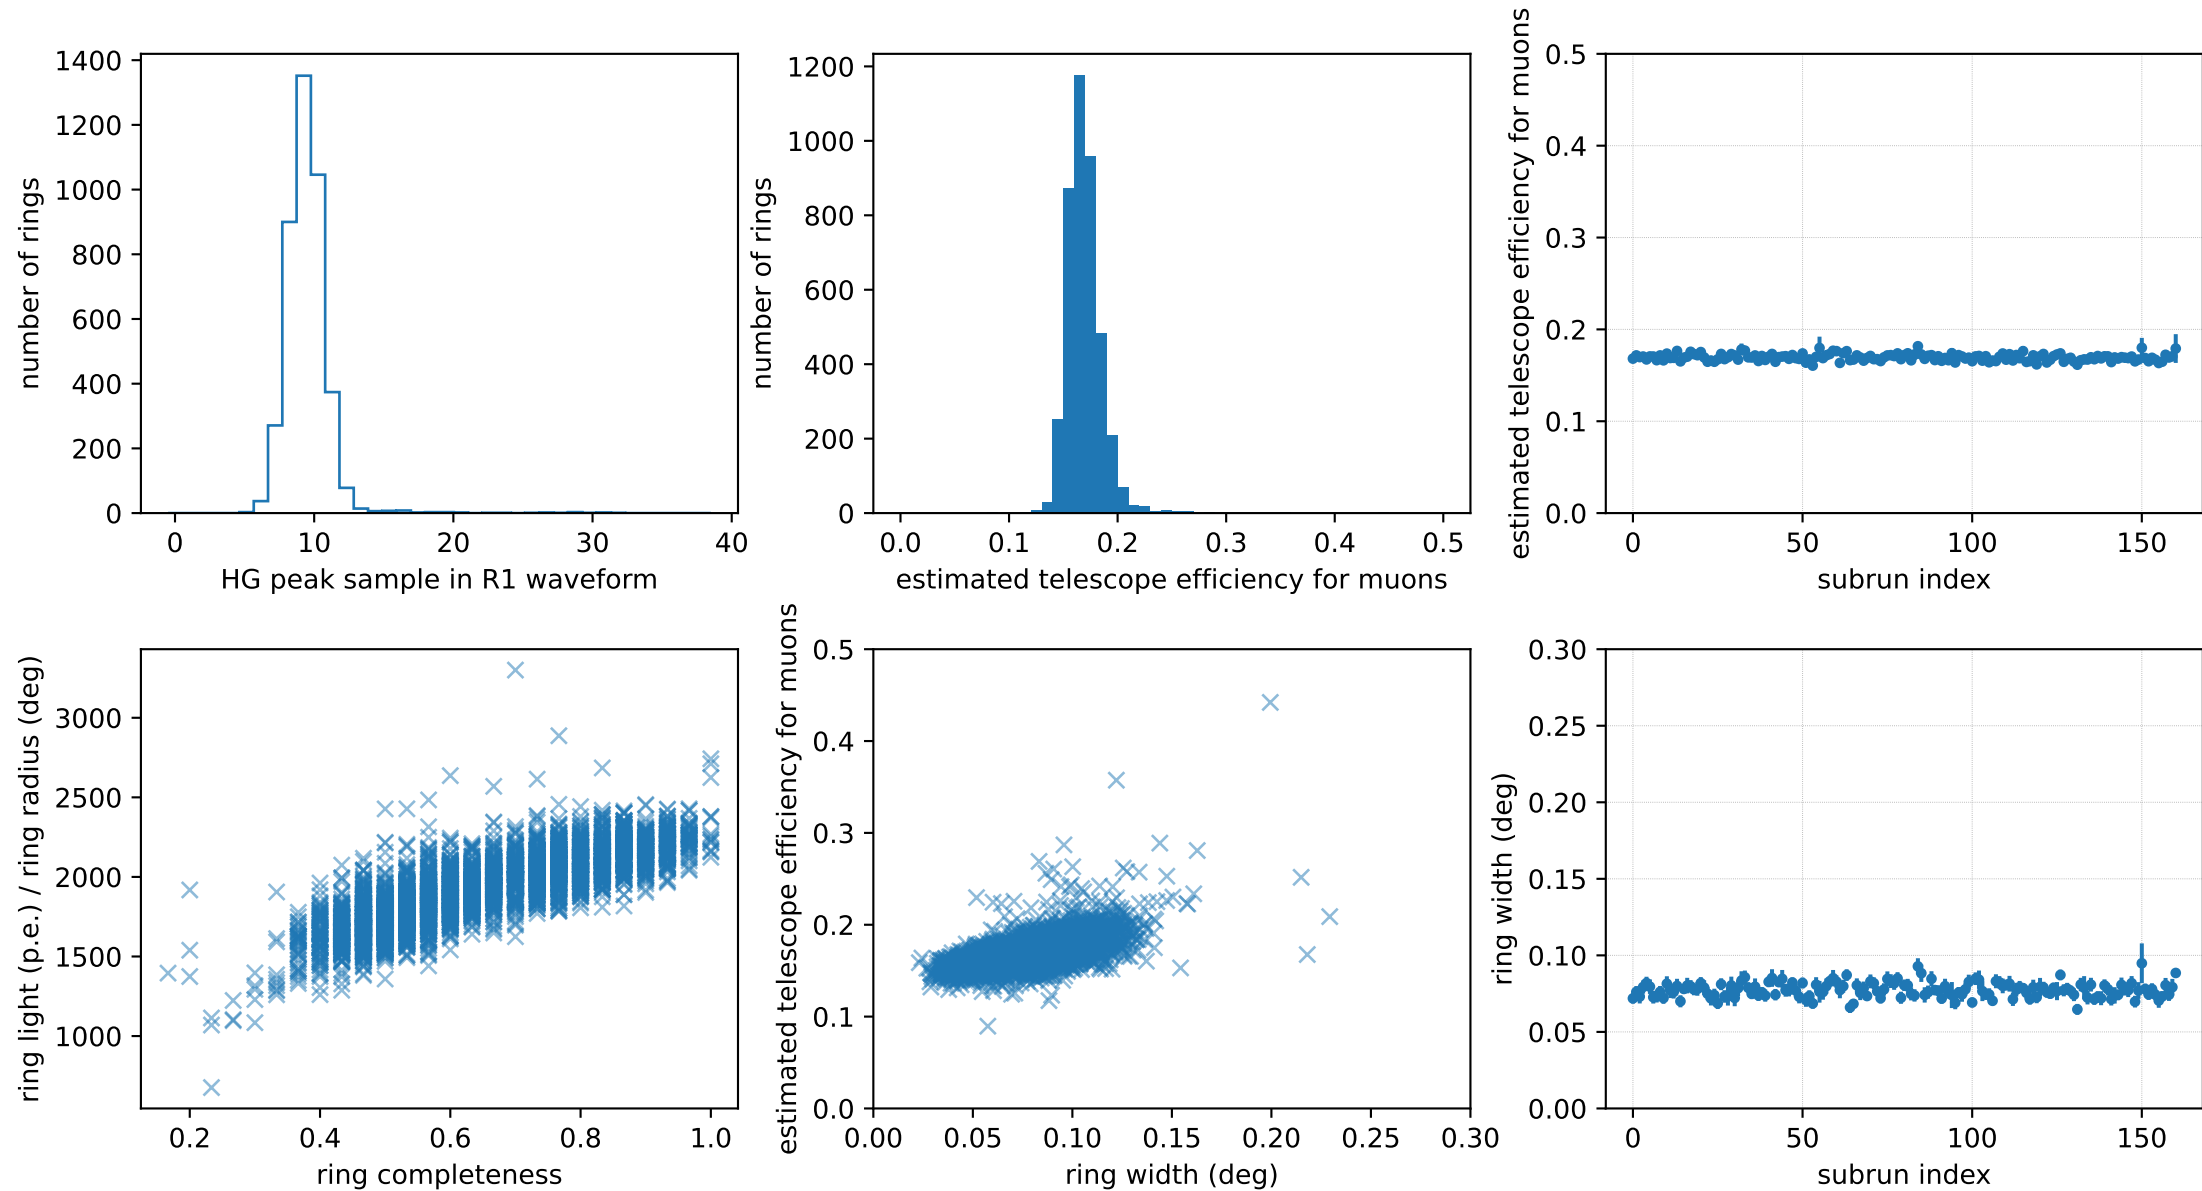 number of rings
1400
1200
1000
800
600
400
200
0
0 10 20 30 40
HG peak sample in R1 waveform
number of rings
1200
1000
800
600
400
200
0
0.0 0.1 0.2 0.3 0.4 0.5
estimated telescope efficiency for muons
estimated telescope efficiency for muons
0.5
0.4
0.3
0.2
0.1
0.0
0 50 100 150
subrun index
ring light (p.e.) / ring radius (deg)
3000
2500
2000
1500
1000
0.2 0.4 0.6 0.8 1.0
ring completeness
estimated telescope efficiency for muons
0.5
0.4
0.3
0.2
0.1
0.0
0.00 0.05 0.10 0.15 0.20 0.25 0.30
ring width (deg)
ring width (deg)
0.30
0.25
0.20
0.15
0.10
0.05
0.00
0 50 100 150
subrun index